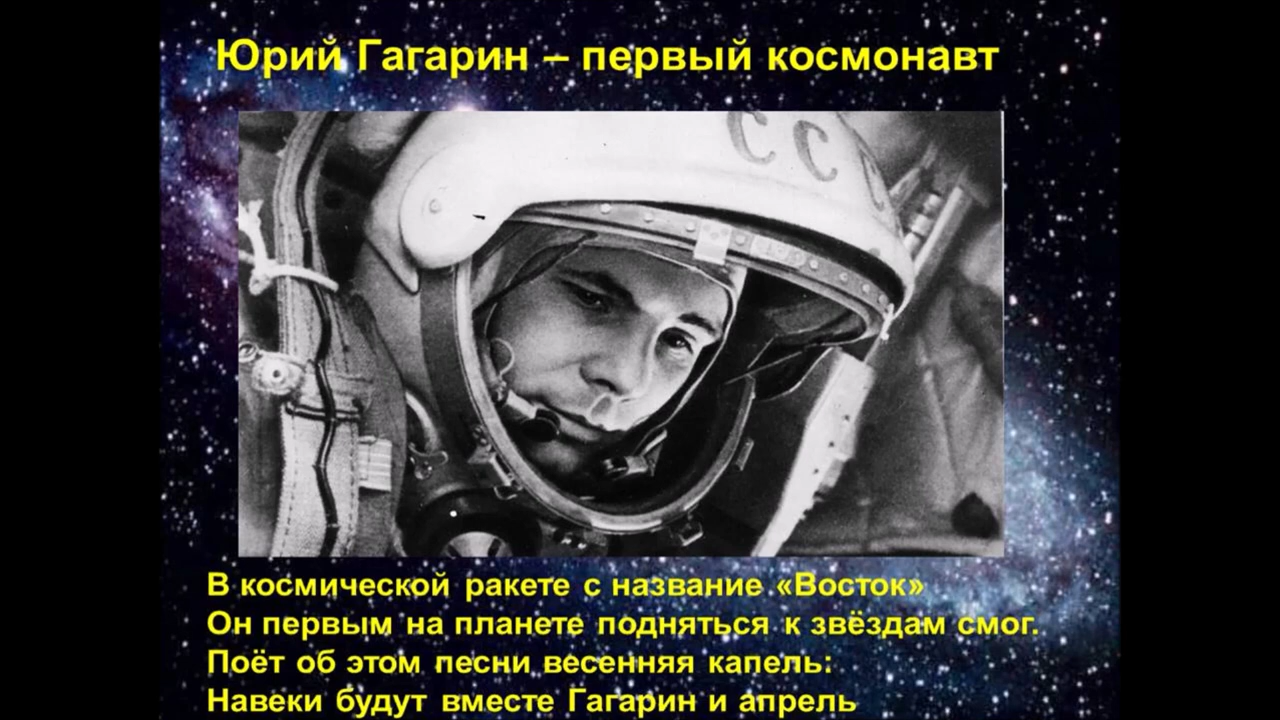 Юрий Гагарин – первый космонавт
СС
В космической ракете с название «Восток»
Он первым на планете подняться к звёздам смог.
Поёт об этом песни весенняя капель:
Навеки будут вместе Гагарин и апрель